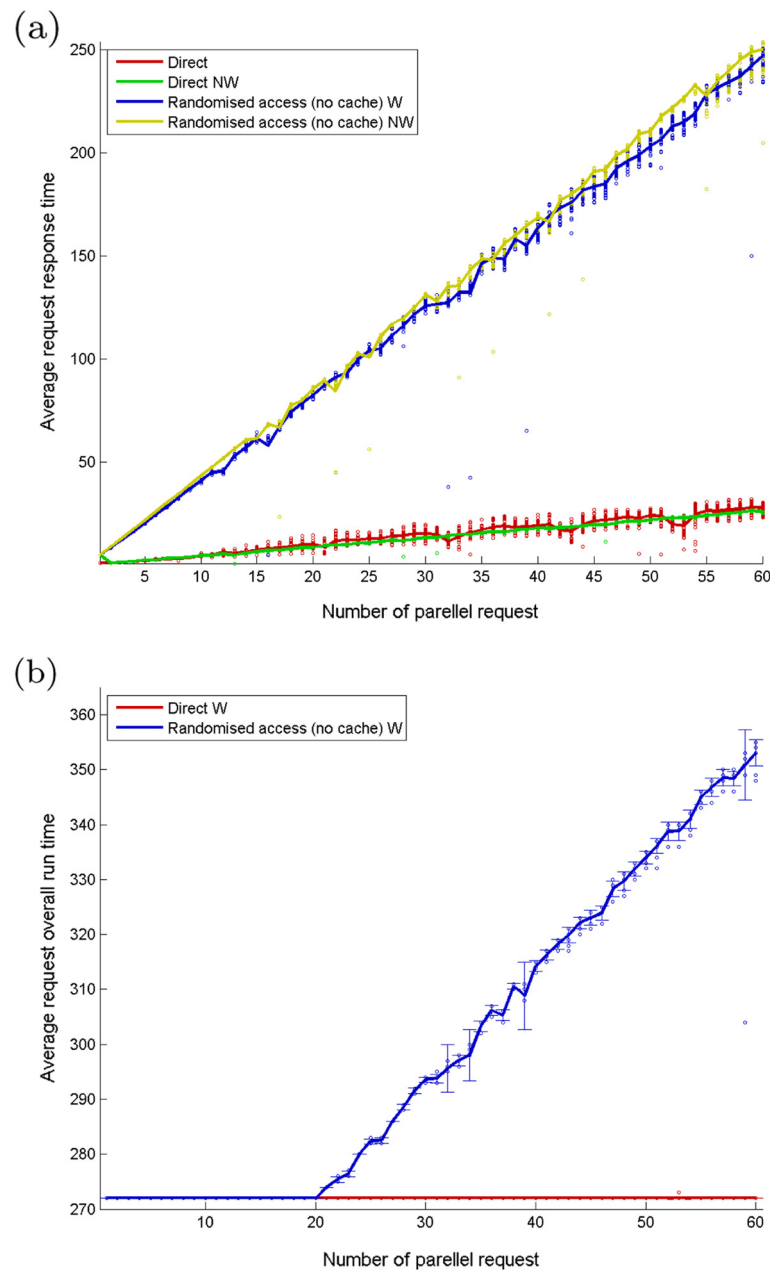 (a)
Direct
Direct NW
Randomised access (no cache) W
Randomised access (no cache) NW
Average request response time
250
200
150
100
50
5 10 15 20 25 30 35 40 45 50 55 60
Number of parellel request
(b)
Direct W
Randomised access (no cache) W
Average request overall run time
360
350
340
330
320
310
300
290
280
270
10 20 30 40 50 60
Number of parellel request